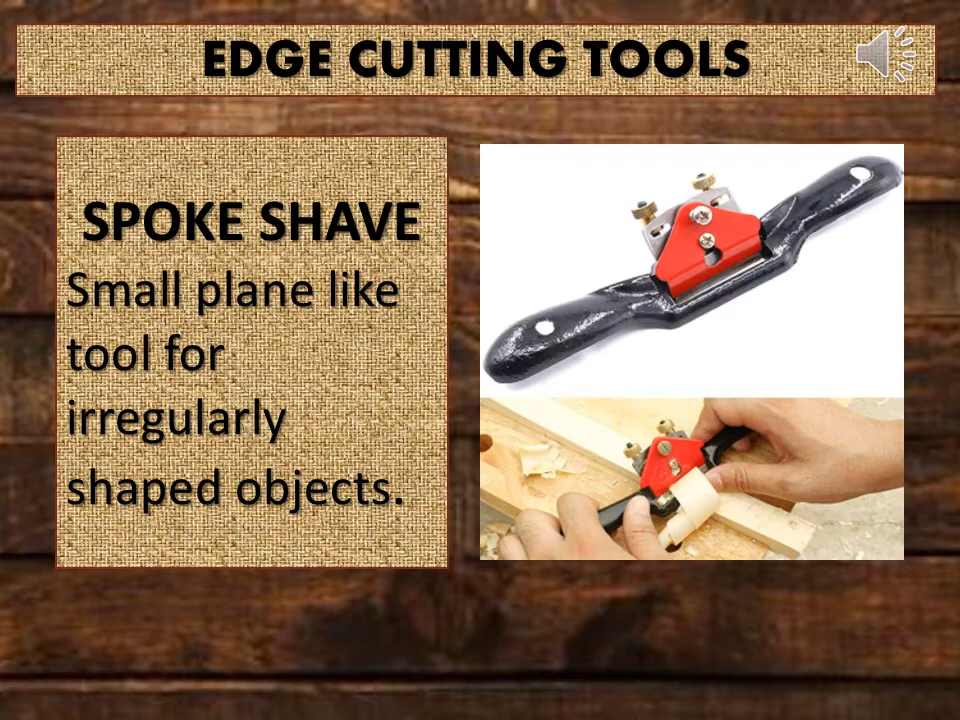 EDGE CUTTING TOOLS
SPOKE SHAVE
Small plane like
tool for
irregularly
shaped objects.